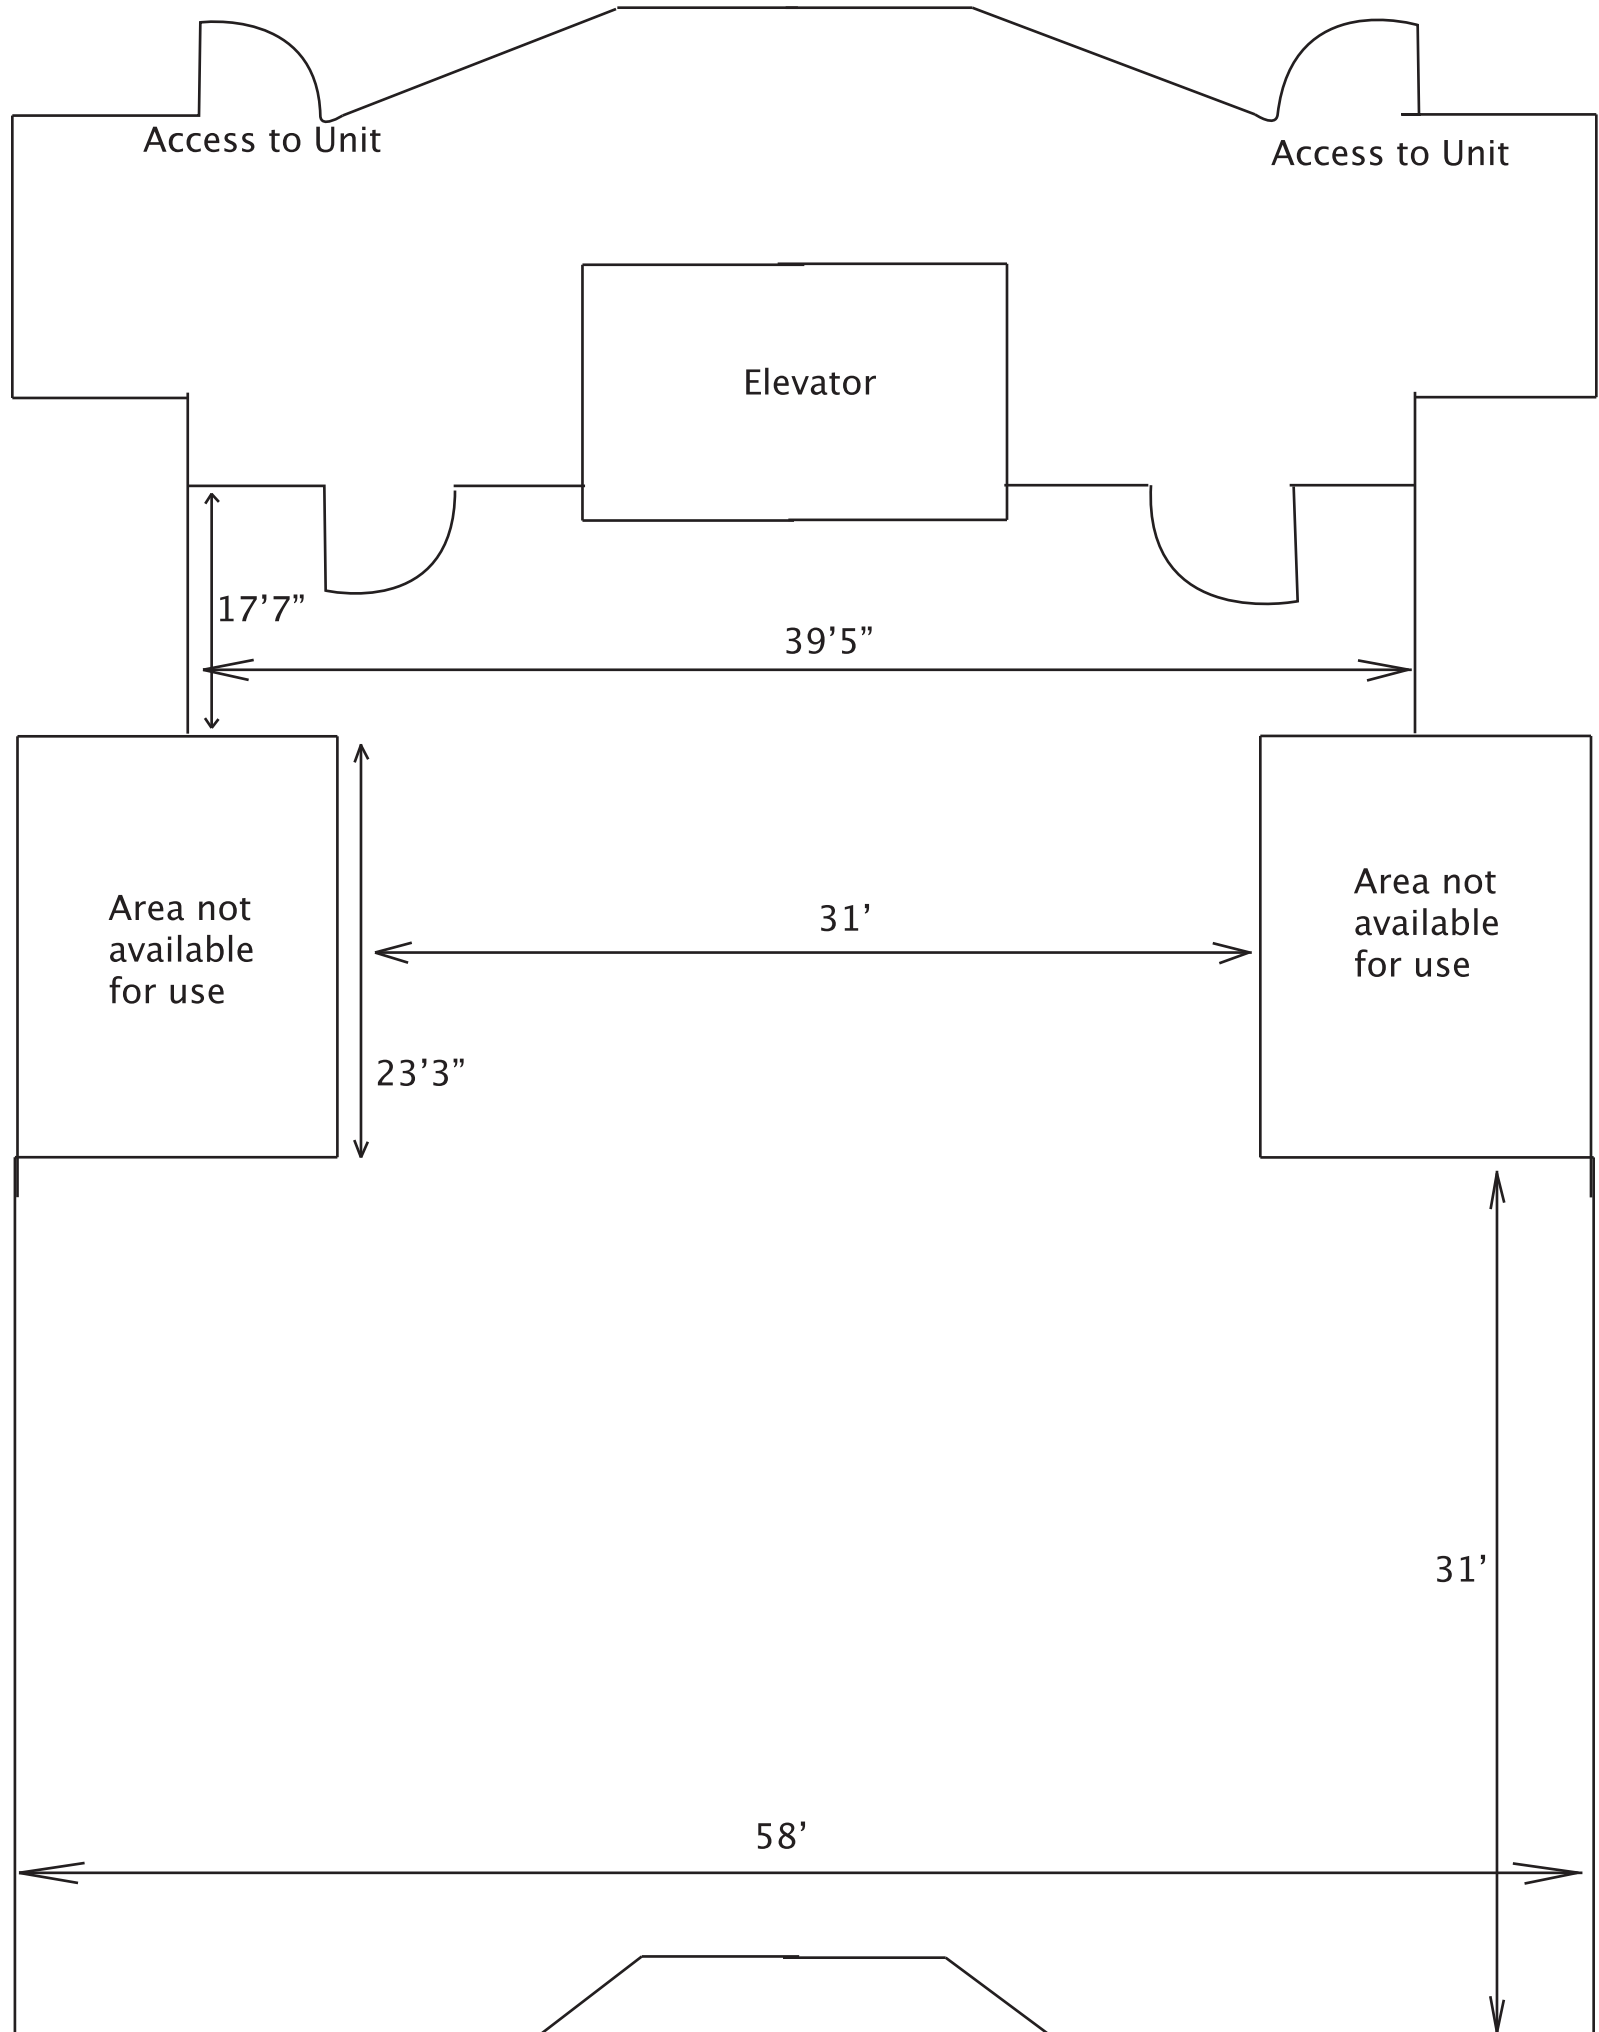 Access to Unit
Access to Unit
Elevator
17’7”
39’5”
Area not
available
for use
31’
Area not
available
for use
23’3”
31’
58’